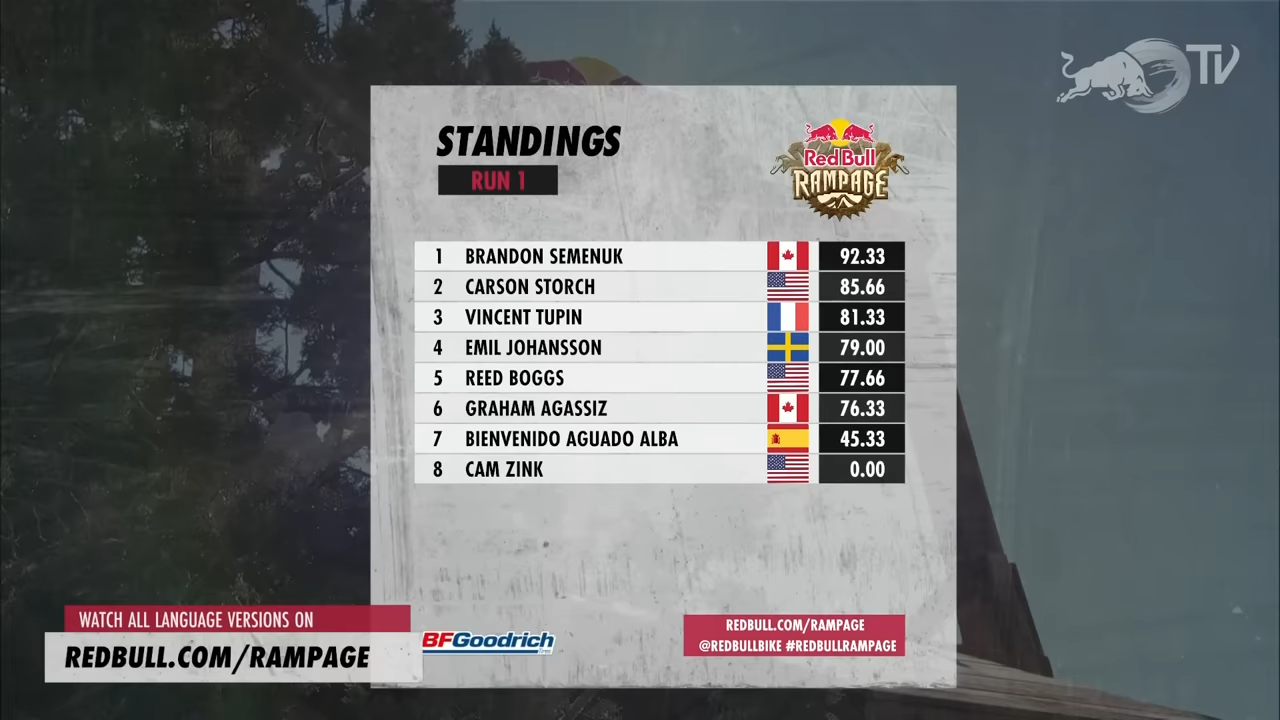 TV
STANDINGS
RUN 1
Red Bull
RAMPAGE
1 BRANDON SEMENUK 92.33
2 CARSON STORCH 85.66
3 VINCENT TUPIN 81.33
4 EMIL JOHANSSON 79.00
5 REED BOGGS 77.66
6 GRAHAM AGASSIZ 76.33
7 BIENVENIDO AGUADO ALBA 45.33
8 CAM ZINK 0.00
WATCH ALL LANGUAGE VERSIONS ON
REDBULL.COM/RAMPAGE
BFGoodrich
Tires
REDBULL.COM/RAMPAGE
@REDBULLBIKE #REDBULLRAMPAGE